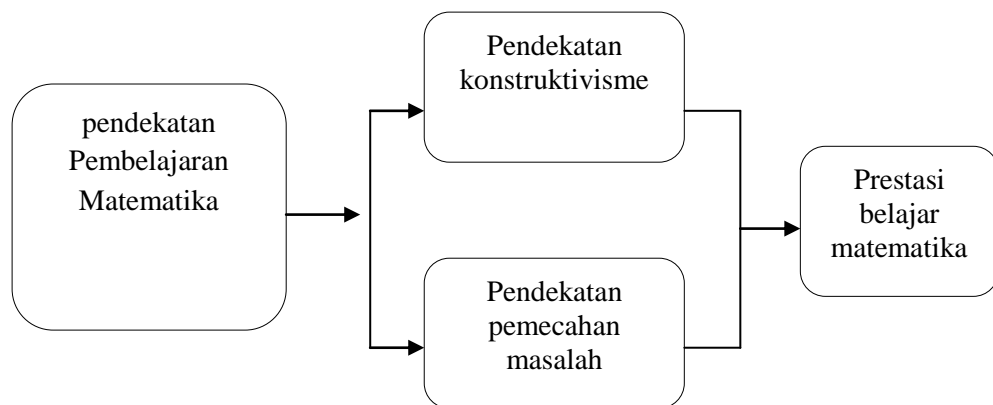 pendekatan
Pembelajaran
Matematika
Pendekatan
konstruktivisme
Pendekatan
pemecahan
masalah
Prestasi
belajar
matematika